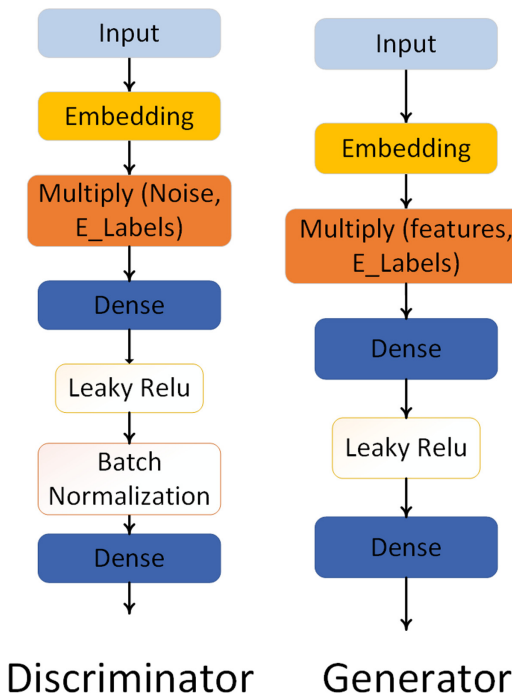 Input
Embedding
Multiply (Noise,
E_Labels)
Dense
Leaky Relu
Batch
Normalization
Dense
Discriminator
Input
Embedding
Multiply (features,
E_Labels)
Dense
Leaky Relu
Dense
Generator